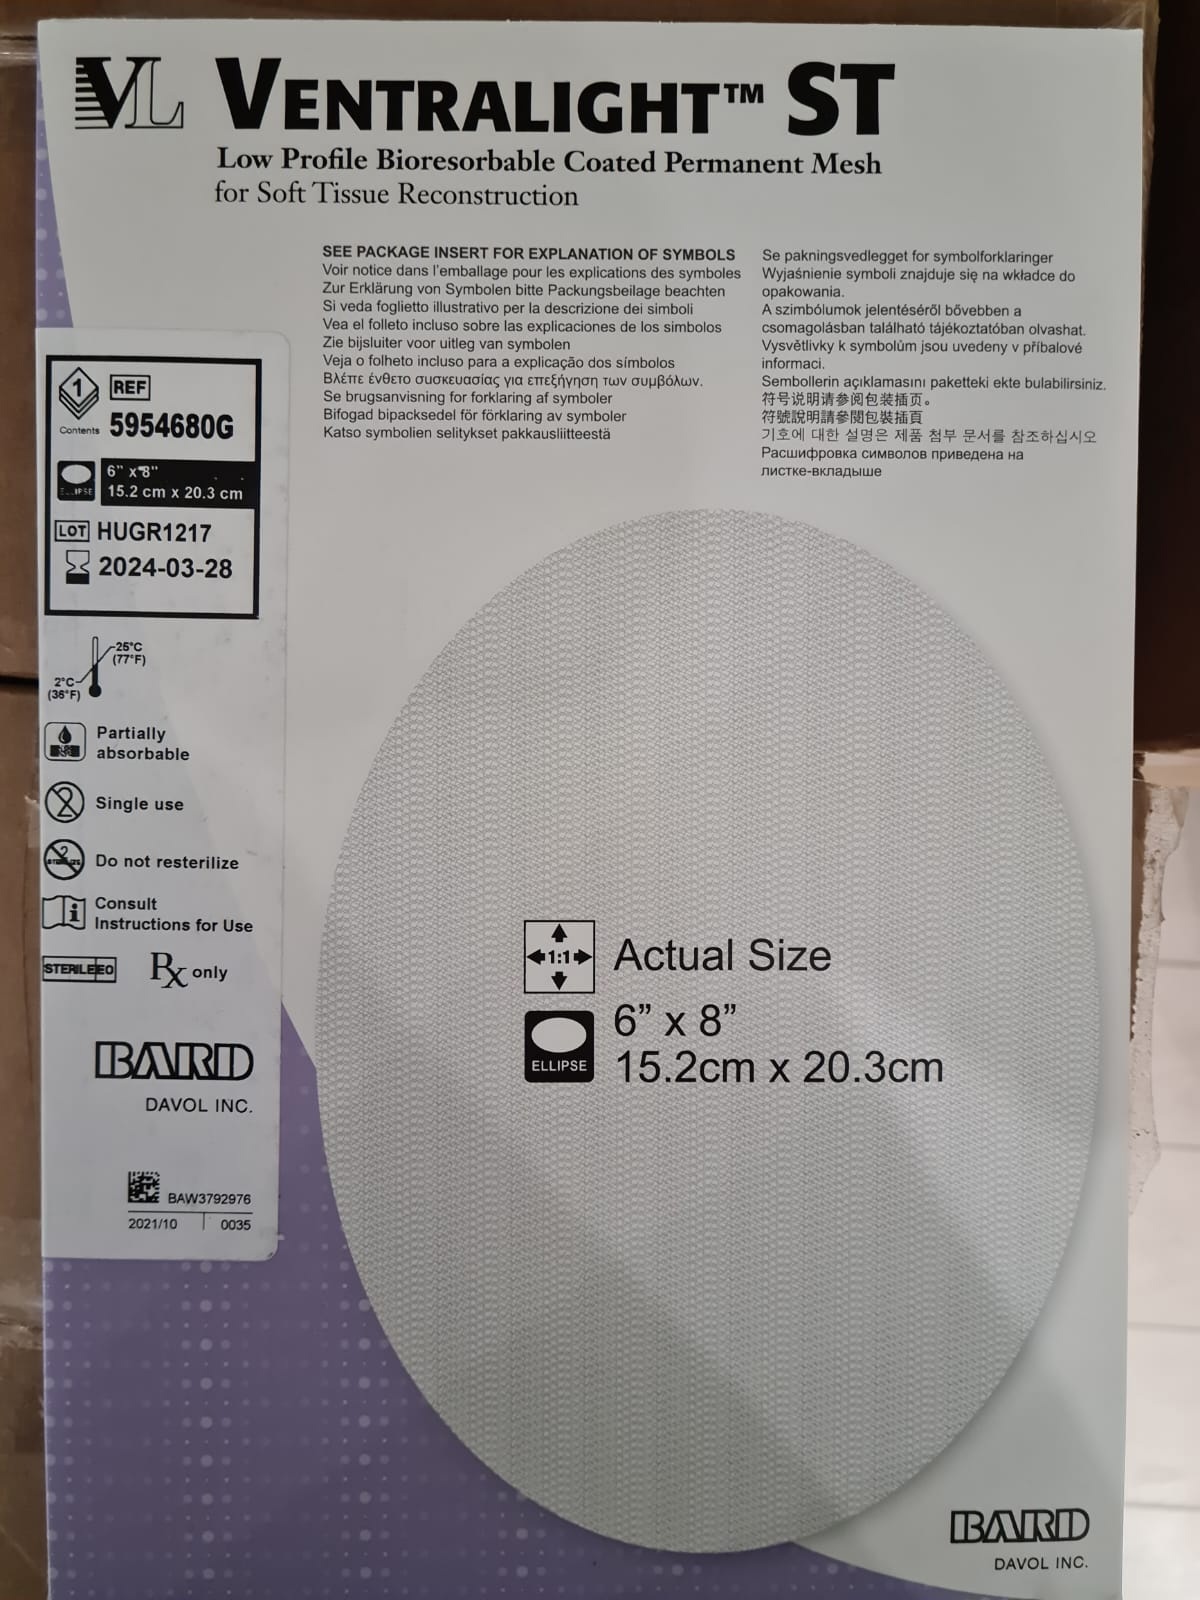 VL VENTRALIGHT™ ST
Low Profile Bioresorbable Coated Permanent Mesh
for Soft Tissue Reconstruction
SEE PACKAGE INSERT FOR EXPLANATION OF SYMBOLS
Voir notice dans l'emballage pour les explications des symboles
Zur Erklärung von Symbolen bitte Packungsbeilage beachten
Si veda foglietto illustrativo per la descrizione dei simboli
Vea el folleto incluso sobre las explicaciones de los simbolos
Zie bijsluiter voor uitleg van symbolen
Veja o folheto incluso para a explicação dos símbolos
Βλέπε ένθετο συσκευασίας για επεξήγηση των συμβόλων.
Se brugsanvisning for forklaring af symboler
Bifogad bipacksedel för förklaring av symboler
Katso symbolien selitykset pakkausliitteestä
Se pakningsvedlegget for symbolforklaringer
Wyjaśnienie symboli znajduje się na wkładce do
opakowania.
A szimbólumok jelentéséről bővebben a
csomagolásban található tájékoztatóban olvashat.
Vysvětlivky k symbolům jsou uvedeny v příbalové
informaci.
Sembollerin açıklamasını paketteki ekte bulabilirsiniz.
符号说明请参阅包装插页。
符號說明請參閱包裝插頁
기호에 대한 설명은 제품 첨부 문서를 참조하십시오
Расшифровка символов приведена на
листке-вкладыше
1 REF
Contents 5954680G
6" x 8"
ELLIPSE 15.2 cm x 20.3 cm
LOT HUGR1217
2024-03-28
25°C
(77°F)
2°C
(36°F)
Partially
absorbable
2 Single use
2 STERILIZE Do not resterilize
Consult
i Instructions for Use
STERILE EO Rx only
BARD
DAVOL INC.
BAW3792976
2021/10 0035
1:1 Actual Size
6" x 8"
ELLIPSE 15.2cm x 20.3cm
BARD
DAVOL INC.